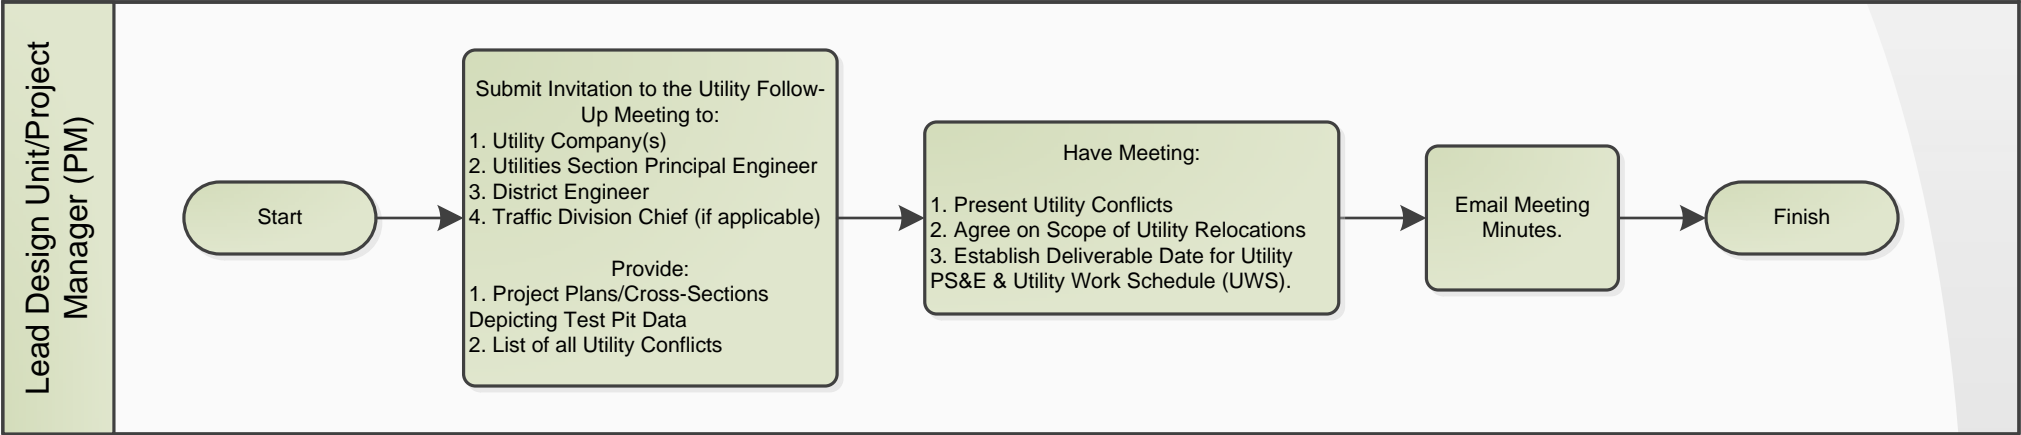 Lead Design Unit/Project
Manager (PM)
Start
Submit Invitation to the Utility Follow-
Up Meeting to:
1. Utility Company(s)
2. Utilities Section Principal Engineer
3. District Engineer
4. Traffic Division Chief (if applicable)
Provide:
1. Project Plans/Cross-Sections
Depicting Test Pit Data
2. List of all Utility Conflicts
Have Meeting:
1. Present Utility Conflicts
2. Agree on Scope of Utility Relocations
3. Establish Deliverable Date for Utility
PS&E & Utility Work Schedule (UWS).
Email Meeting
Minutes.
Finish